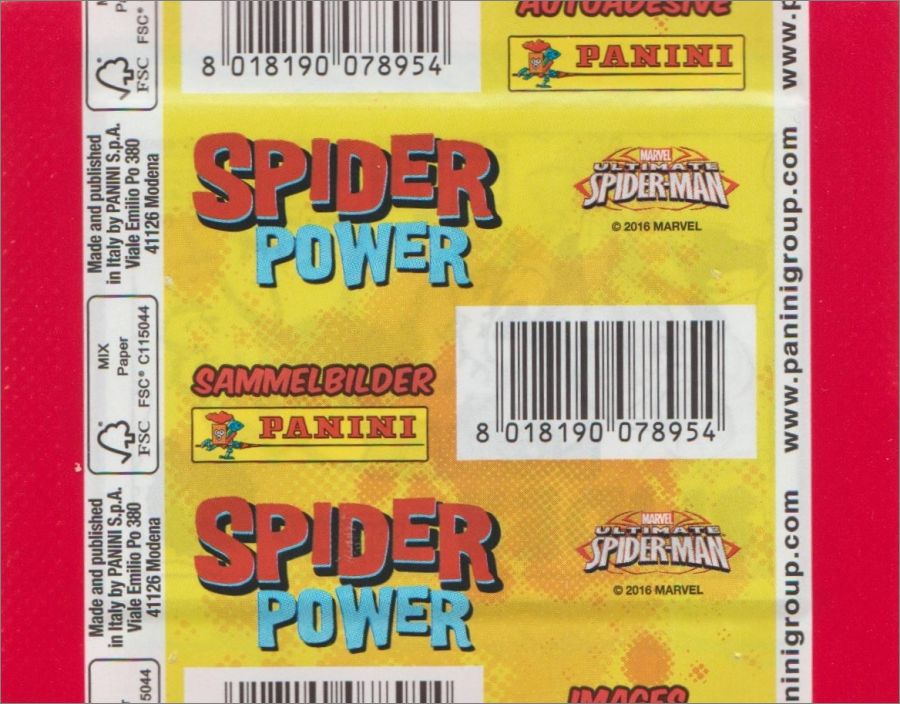 AUTOADESIVE
8 018190 078954
PANINI
SPIDER
POWER
MARVEL
ULTIMATE
SPIDER-MAN
© 2016 MARVEL
SAMMELBILDER
PANINI
8 018190 078954
SPIDER
POWER
MARVEL
ULTIMATE
SPIDER-MAN
© 2016 MARVEL
IMAGES
FSC
FSC®
Made and published
in Italy by PANINI S.p.A.
Viale Emilio Po 380
41126 Modena
MIX
Paper
FSC® C115044
FSC
Made and published
in Italy by PANINI S.p.A.
Viale Emilio Po 380
41126 Modena
5044
www.p
www.paninigroup.com
ninigroup.com